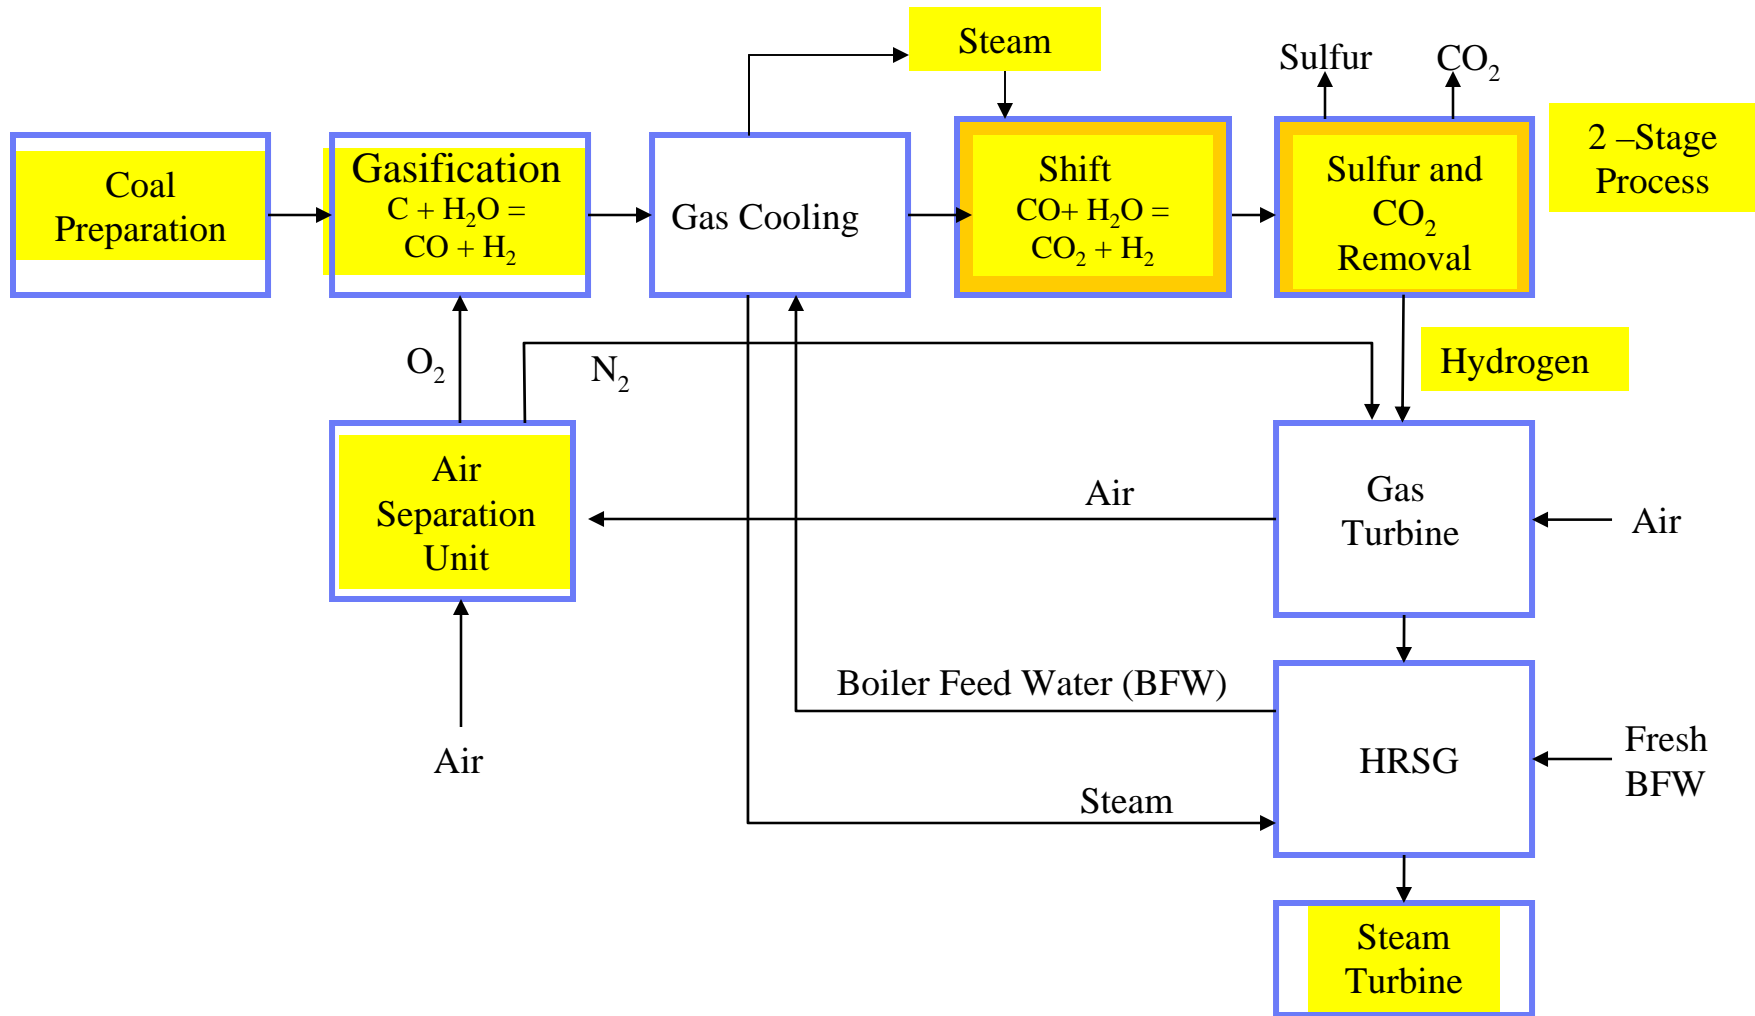 Steam
Sulfur
CO₂
2 –Stage
Process
Coal
Preparation
Gasification
C + H₂O =
CO + H₂
Gas Cooling
Shift
CO+ H₂O =
CO₂ + H₂
Sulfur and
CO₂
Removal
O₂
N₂
Hydrogen
Air
Separation
Unit
Air
Gas
Turbine
Air
Boiler Feed Water (BFW)
Air
HRSG
Fresh
BFW
Steam
Steam
Turbine